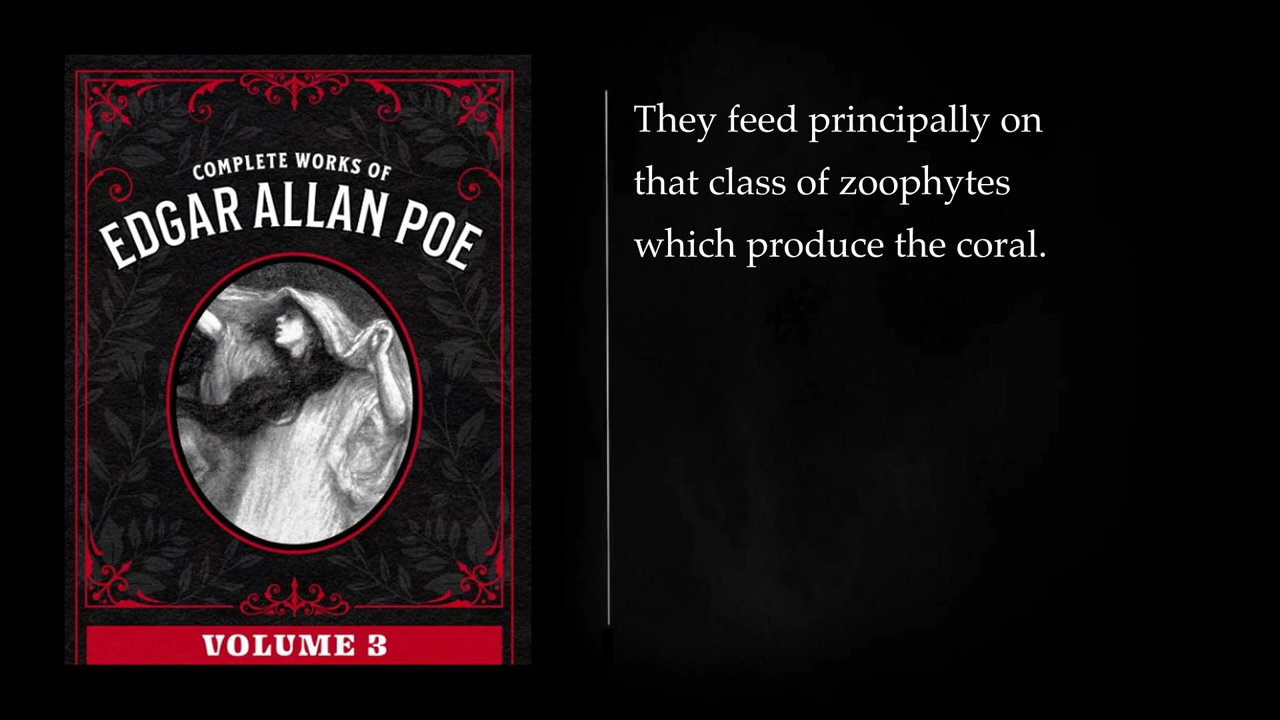 COMPLETE WORKS OF
EDGAR ALLAN POE
VOLUME 3
They feed principally on
that class of zoophytes
which produce the coral.